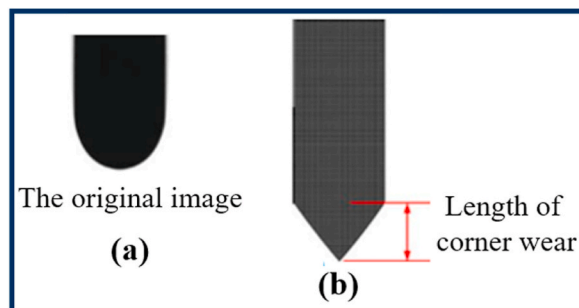 The original image
(a)
Length of
corner wear
(b)